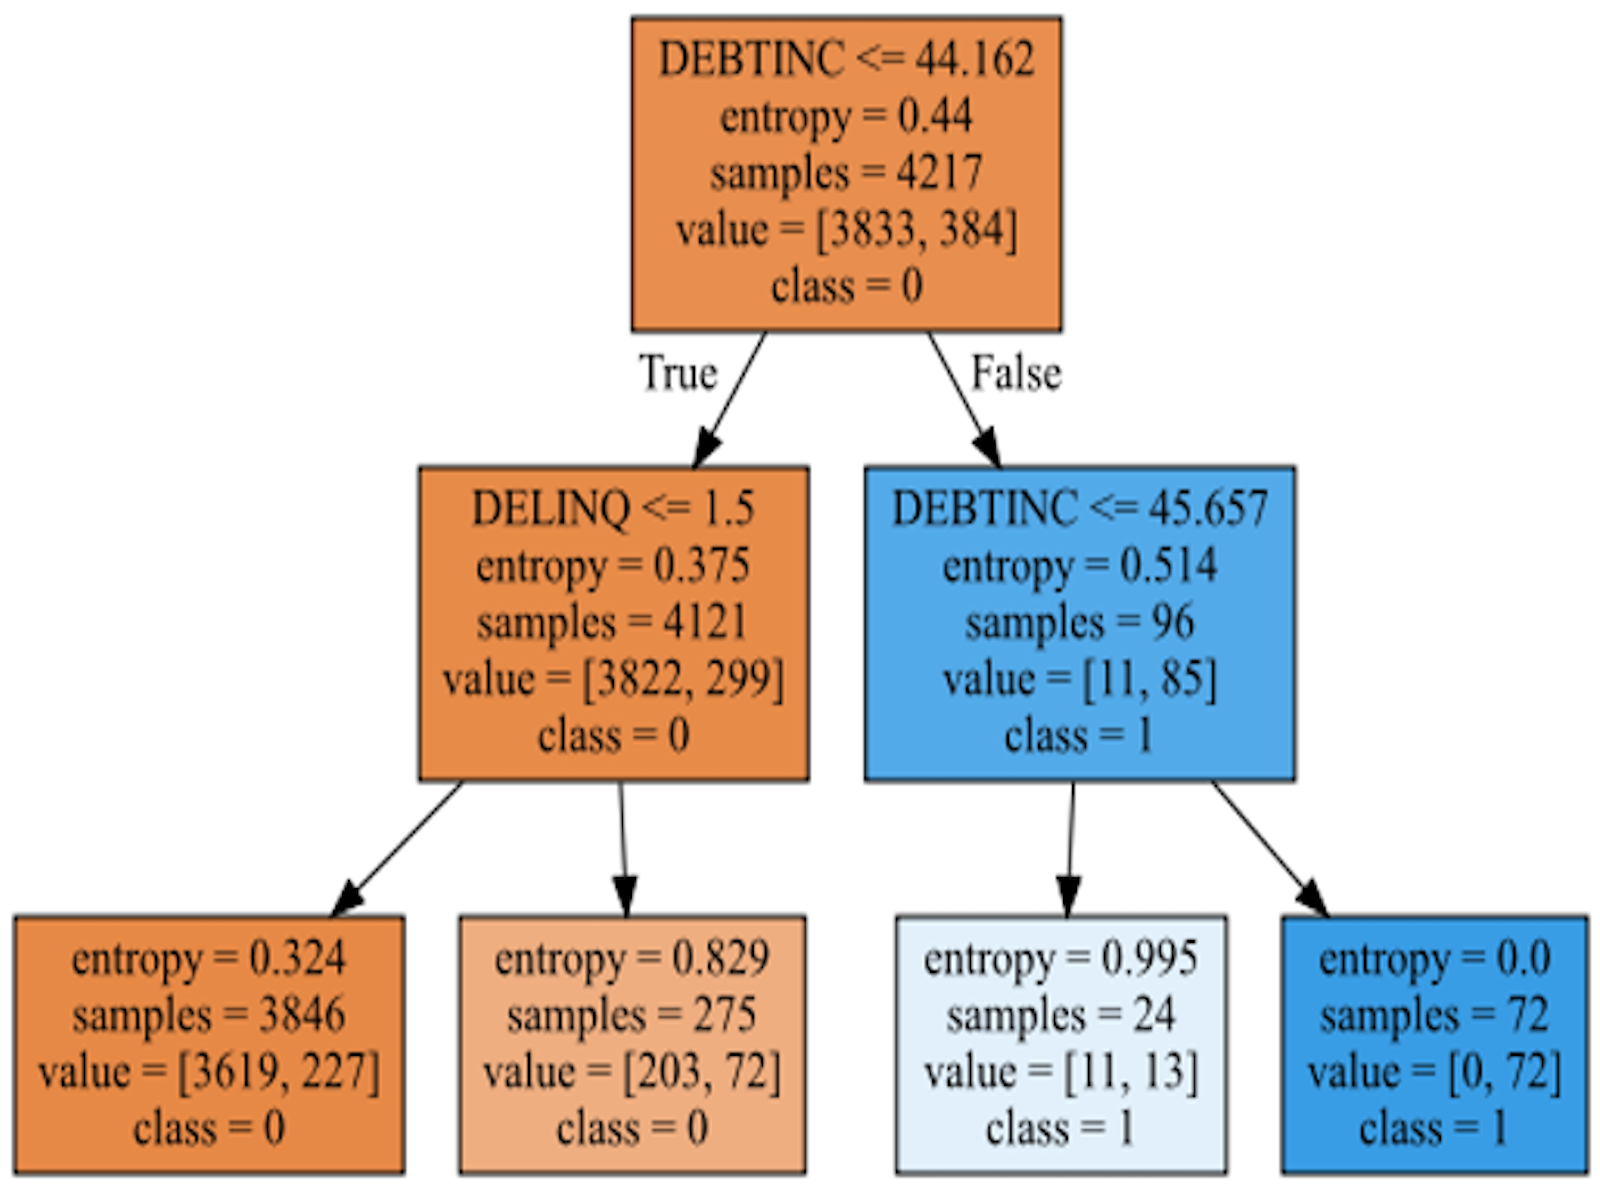 DEBTINC <= 44.162
entropy = 0.44
samples = 4217
value = [3833, 384]
class = 0
True
False
DELINQ <= 1.5
entropy = 0.375
samples = 4121
value = [3822, 299]
class = 0
DEBTINC <= 45.657
entropy = 0.514
samples = 96
value = [11, 85]
class = 1
entropy = 0.324
samples = 3846
value = [3619, 227]
class = 0
entropy = 0.829
samples = 275
value = [203, 72]
class = 0
entropy = 0.995
samples = 24
value = [11, 13]
class = 1
entropy = 0.0
samples = 72
value = [0, 72]
class = 1